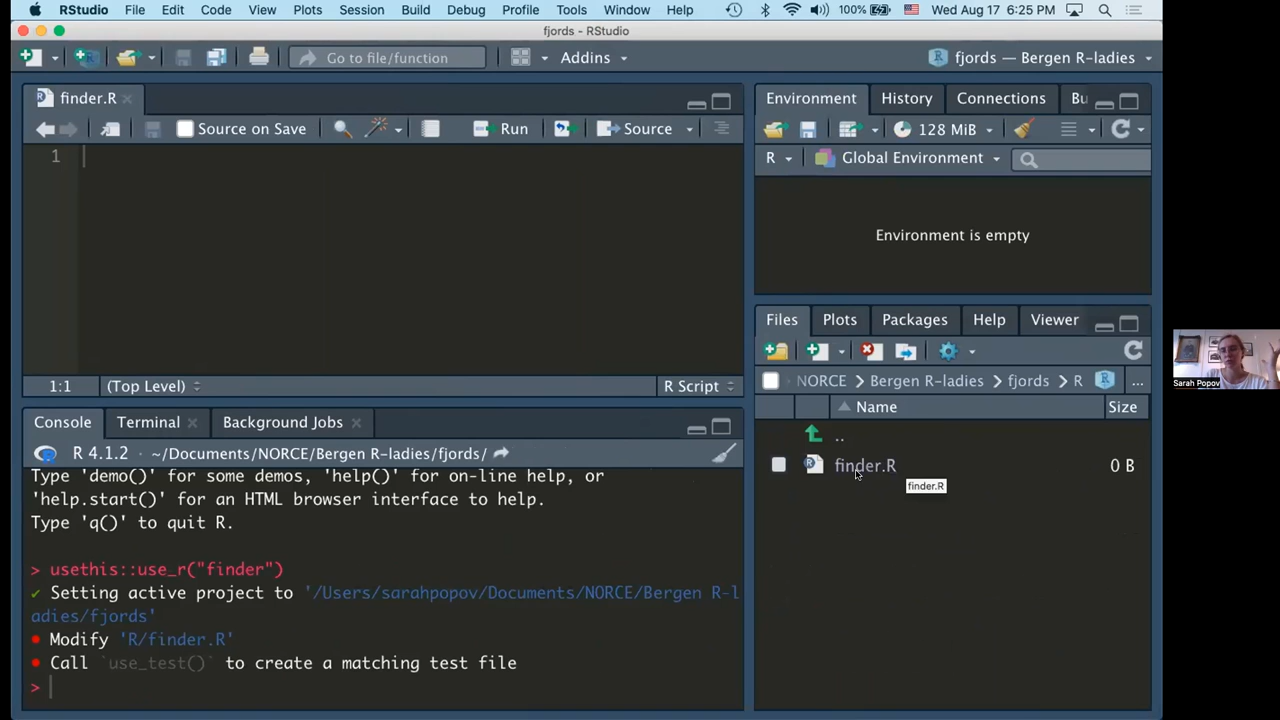 RStudio File Edit Code View Plots Session Build Debug Profile Tools Window Help 100% Wed Aug 17 6:25 PM
fjords - RStudio
Go to file/function Addins fjords — Bergen R-ladies
finder.R
Source on Save Run Source
1
1:1 (Top Level) R Script
Console Terminal Background Jobs
R 4.1.2 · ~/Documents/NORCE/Bergen R-ladies/fjords/
Type 'demo()' for some demos, 'help()' for on-line help, or
'help.start()' for an HTML browser interface to help.
Type 'q()' to quit R.
> usethis::use_r("finder")
✓ Setting active project to '/Users/sarahpopov/Documents/NORCE/Bergen R-l
adies/fjords'
• Modify 'R/finder.R'
• Call `use_test()` to create a matching test file
>
Environment History Connections Bu
128 MiB
R Global Environment
Environment is empty
Files Plots Packages Help Viewer
NORCE > Bergen R-ladies > fjords > R ...
Name Size
..
finder.R 0 B
finder.R
Sarah Popov